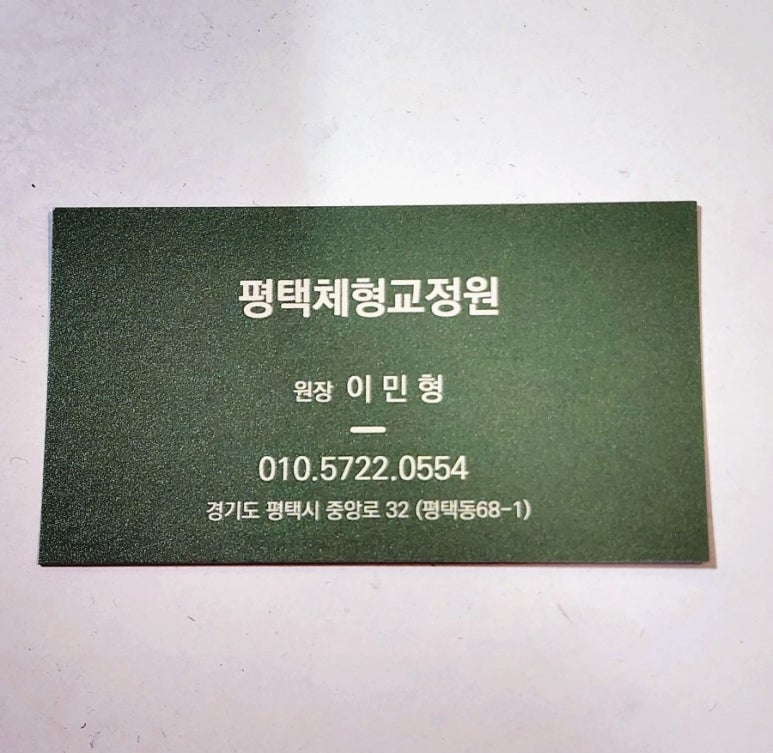 평택체형교정원
원장 이민형
010.5722.0554
경기도 평택시 중앙로 32 (평택동68-1)